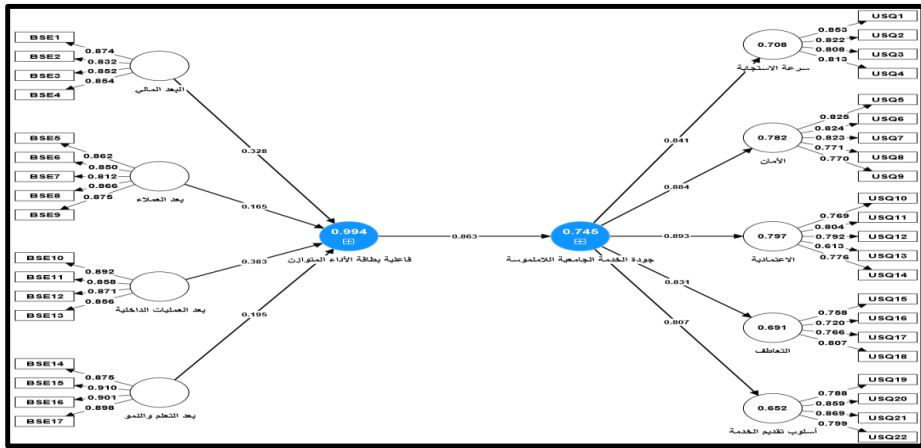 BSE1
BSE2
BSE3
BSE4
0.874
0.832
0.852
0.854
البعد المالي
BSE5
BSE6
BSE7
BSE8
BSE9
0.862
0.850
0.812
0.866
0.875
بعد العملاء
BSE10
BSE11
BSE12
BSE13
0.892
0.858
0.871
0.856
بعد العمليات الداخلية
BSE14
BSE15
BSE16
BSE17
0.875
0.910
0.901
0.898
بعد التعلم والنمو
0.328
0.165
0.383
0.195
0.994
فاعلية بطاقة الأداء المتوازن
0.863
0.745
جودة الخدمة الجامعية اللاملموسة
0.841
0.884
0.893
0.831
0.807
0.708
سرعة الاستجابة
0.853
0.822
0.808
0.813
USQ1
USQ2
USQ3
USQ4
0.782
الأمان
0.825
0.824
0.823
0.771
0.770
USQ5
USQ6
USQ7
USQ8
USQ9
0.797
الاعتمادية
0.769
0.804
0.792
0.613
0.776
USQ10
USQ11
USQ12
USQ13
USQ14
0.691
التعاطف
0.758
0.720
0.766
0.807
USQ15
USQ16
USQ17
USQ18
0.652
أسلوب تقديم الخدمة
0.788
0.859
0.869
0.799
USQ19
USQ20
USQ21
USQ22